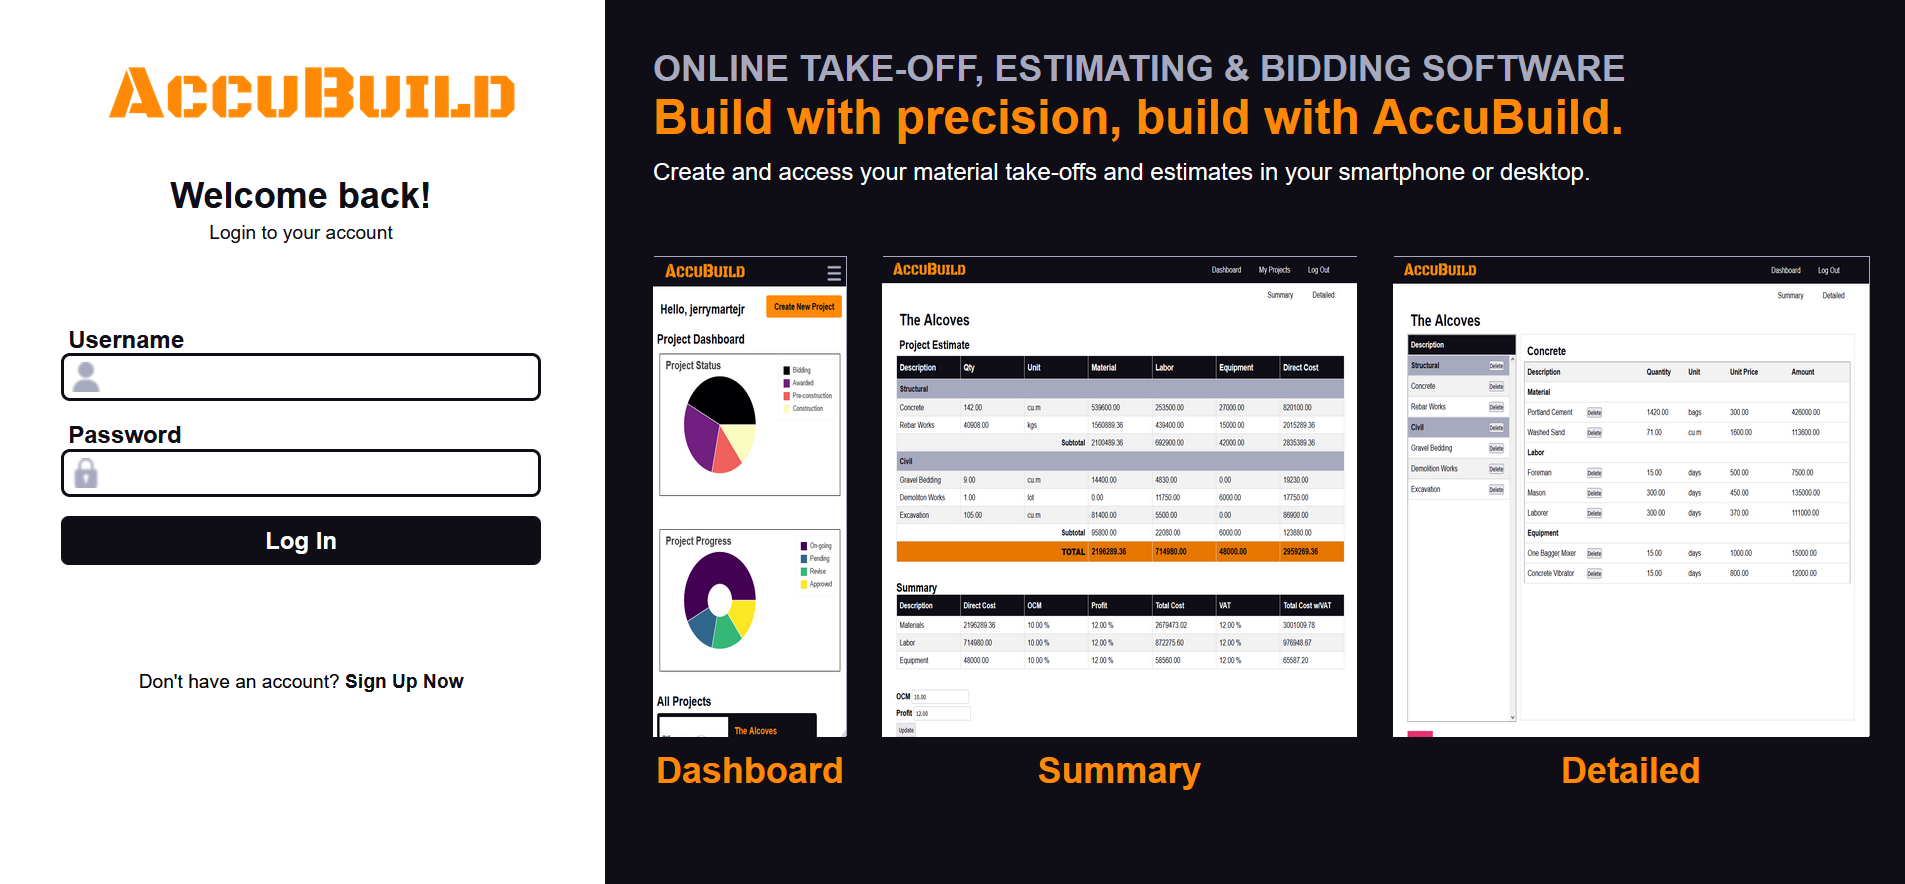 ACCUBUILD
Welcome back!
Login to your account
Username
Password
Log In
Don't have an account? Sign Up Now
ONLINE TAKE-OFF, ESTIMATING & BIDDING SOFTWARE
Build with precision, build with AccuBuild.
Create and access your material take-offs and estimates in your smartphone or desktop.
ACCUBUILD
Hello, jerrymartejr Create New Project
Project Dashboard
Project Status
Bidding
Awarded
Pre-construction
Construction
Project Progress
On-going
Pending
Revise
Approved
All Projects
The Alcoves
Dashboard
ACCUBUILD Dashboard My Projects Log Out
Summary Detailed
The Alcoves
Project Estimate
Description Qty Unit Material Labor Equipment Direct Cost
Structural
Concrete 142.00 cu.m 539600.00 253500.00 27000.00 820100.00
Rebar Works 40908.00 kgs 1560889.36 439400.00 15000.00 2015289.36
Subtotal 2100489.36 692900.00 42000.00 2835389.36
Civil
Gravel Bedding 9.00 cu.m 14400.00 4830.00 0.00 19230.00
Demoliton Works 1.00 lot 0.00 11750.00 6000.00 17750.00
Excavation 105.00 cu.m 81400.00 5500.00 0.00 86900.00
Subtotal 95800.00 22080.00 6000.00 123880.00
TOTAL 2196289.36 714980.00 48000.00 2959269.36
Summary
Description Direct Cost OCM Profit Total Cost VAT Total Cost w/VAT
Materials 2196289.36 10.00 % 12.00 % 2679473.02 12.00 % 3001009.78
Labor 714980.00 10.00 % 12.00 % 872275.60 12.00 % 976948.67
Equipment 48000.00 10.00 % 12.00 % 58560.00 12.00 % 65587.20
OCM 10.00
Profit 12.00
Update
Summary
ACCUBUILD Dashboard Log Out
Summary Detailed
The Alcoves
Description
Structural Delete
Concrete Delete
Rebar Works Delete
Civil Delete
Gravel Bedding Delete
Demolition Works Delete
Excavation Delete
Concrete
Description Quantity Unit Unit Price Amount
Material
Portland Cement Delete 1420.00 bags 300.00 426000.00
Washed Sand Delete 71.00 cu.m 1600.00 113600.00
Labor
Foreman Delete 15.00 days 500.00 7500.00
Mason Delete 300.00 days 450.00 135000.00
Laborer Delete 300.00 days 370.00 111000.00
Equipment
One Bagger Mixer Delete 15.00 days 1000.00 15000.00
Concrete Vibrator Delete 15.00 days 800.00 12000.00
Detailed